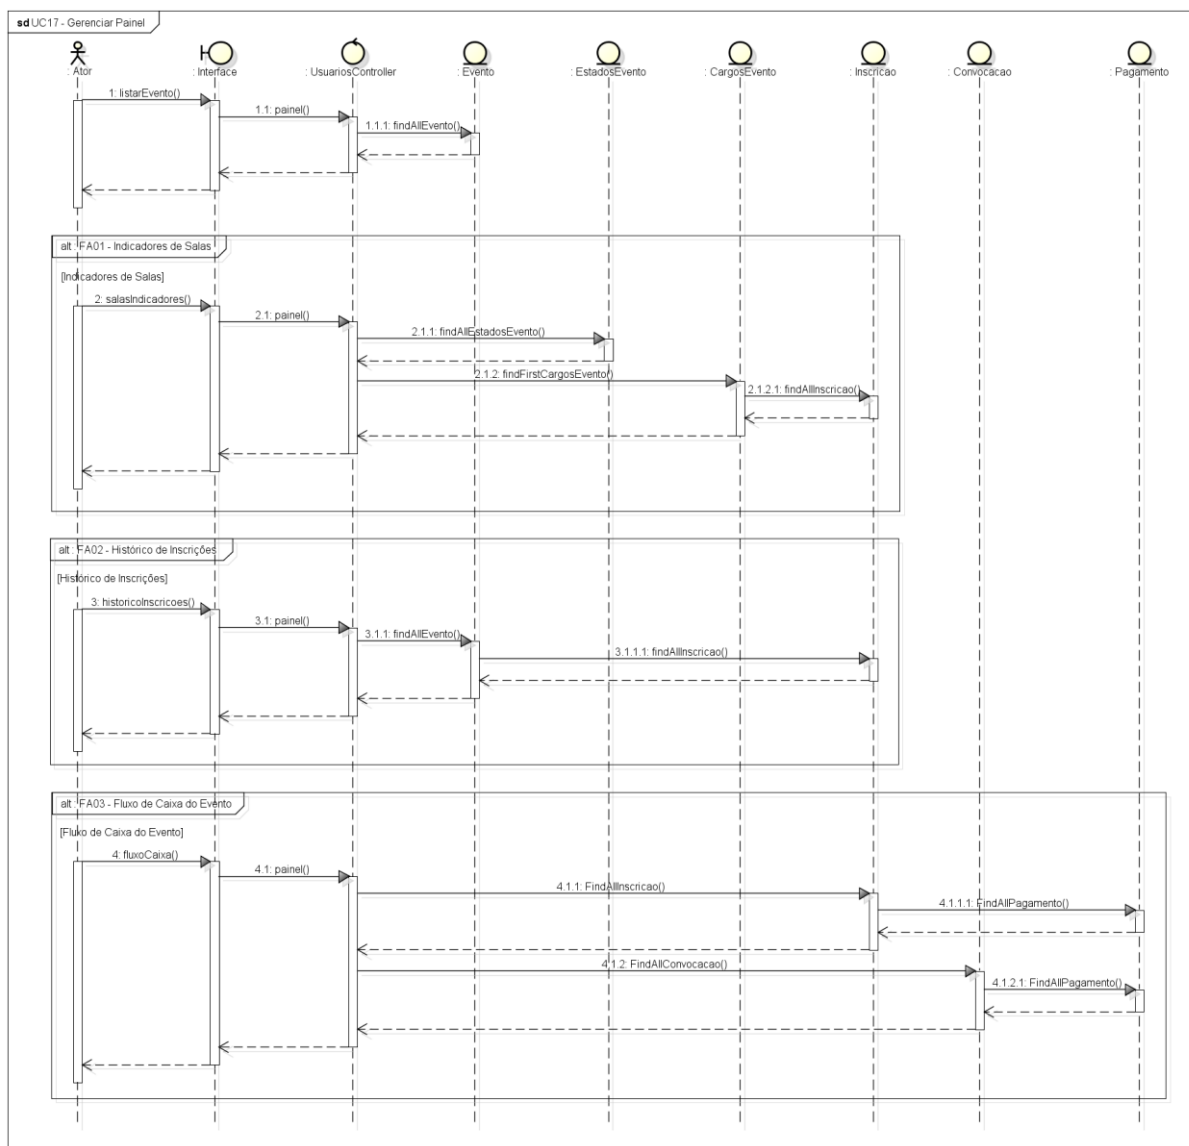 sd UC17 - Gerenciar Painel
: Ator
: Interface
: UsuariosController
: Evento
: EstadosEvento
: CargosEvento
: Inscricao
: Convocacao
: Pagamento
1: listarEvento()
1.1: painel()
1.1.1: findAllEvento()
alt : FA01 - Indicadores de Salas
[Indicadores de Salas]
2: salasIndicadores()
2.1: painel()
2.1.1: findAllEstadosEvento()
2.1.2: findFirstCargosEvento()
2.1.2.1: findAllInscricao()
alt : FA02 - Histórico de Inscrições
[Histórico de Inscrições]
3: historicoInscricoes()
3.1: painel()
3.1.1: findAllEvento()
3.1.1.1: findAllInscricao()
alt : FA03 - Fluxo de Caixa do Evento
[Fluxo de Caixa do Evento]
4: fluxoCaixa()
4.1: painel()
4.1.1: FindAllInscricao()
4.1.1.1: FindAllPagamento()
4.1.2: FindAllConvocacao()
4.1.2.1: FindAllPagamento()